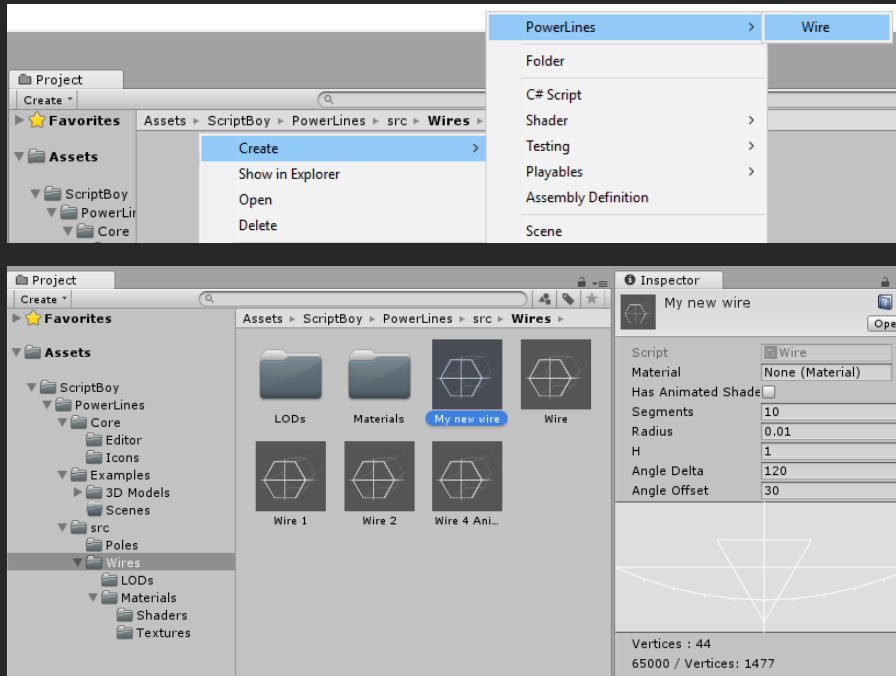 PowerLines
Wire
Folder
Project
C# Script
Create
Favorites
Assets ScriptBoy PowerLines src Wires
Shader
Create
Testing
Assets
Show in Explorer
Playables
ScriptBoy
Open
Assembly Definition
PowerLin
Delete
Core
Scene
Project
Create
Favorites
Assets ScriptBoy PowerLines src Wires
Assets
ScriptBoy
PowerLines
Core
Editor
Icons
Examples
3D Models
Scenes
src
Poles
Wires
LODs
Materials
Shaders
Textures
LODs
Materials
My new wire
Wire
Wire 1
Wire 2
Wire 4 Ani...
Inspector
My new wire
Ope
Script Wire
Material None (Material)
Has Animated Shade
Segments 10
Radius 0.01
H 1
Angle Delta 120
Angle Offset 30
Vertices : 44
65000 / Vertices: 1477